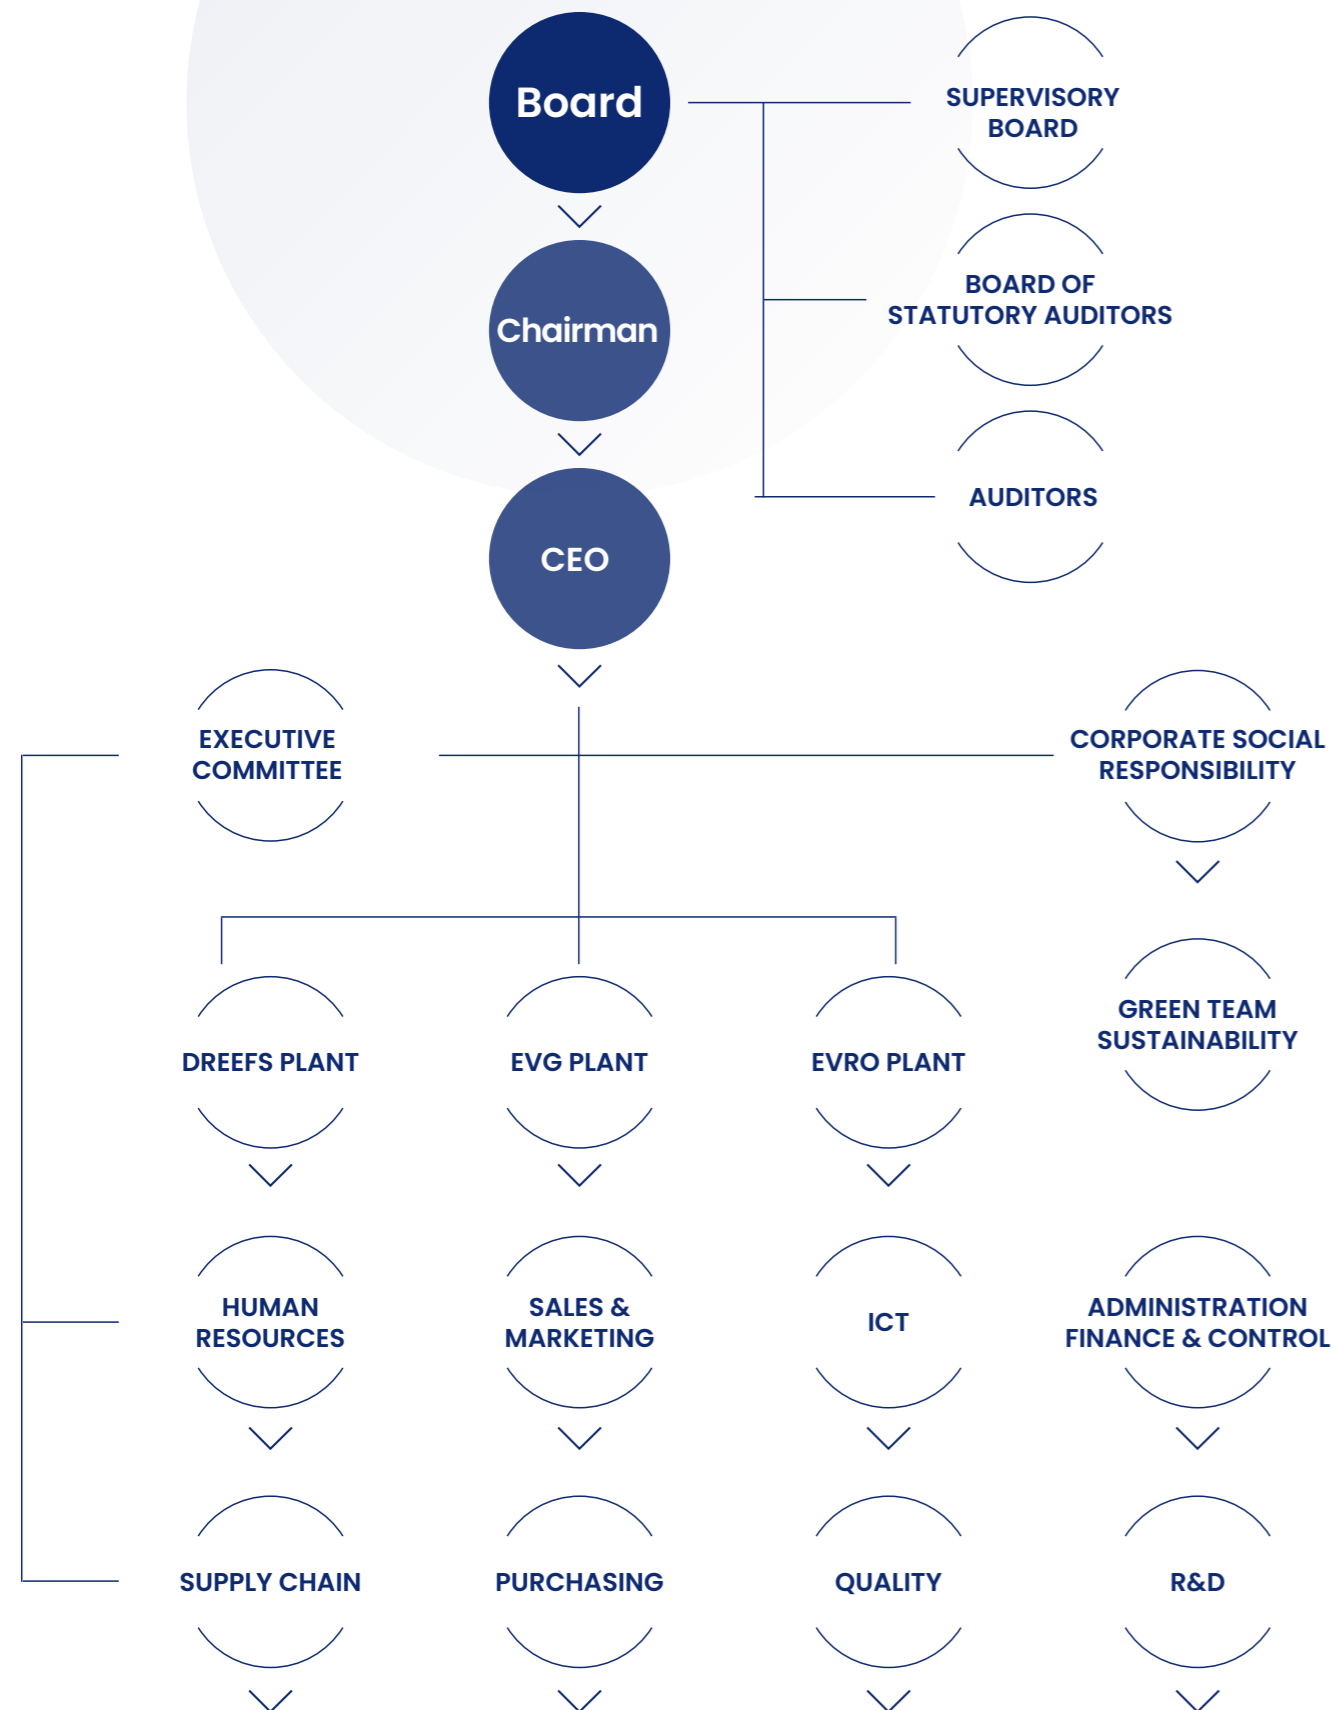 Board
SUPERVISORY
BOARD
Chairman
BOARD OF
STATUTORY AUDITORS
AUDITORS
CEO
EXECUTIVE
COMMITTEE
CORPORATE SOCIAL
RESPONSIBILITY
GREEN TEAM
SUSTAINABILITY
DREEFS PLANT
EVG PLANT
EVRO PLANT
HUMAN
RESOURCES
SALES &
MARKETING
ICT
ADMINISTRATION
FINANCE & CONTROL
SUPPLY CHAIN
PURCHASING
QUALITY
R&D